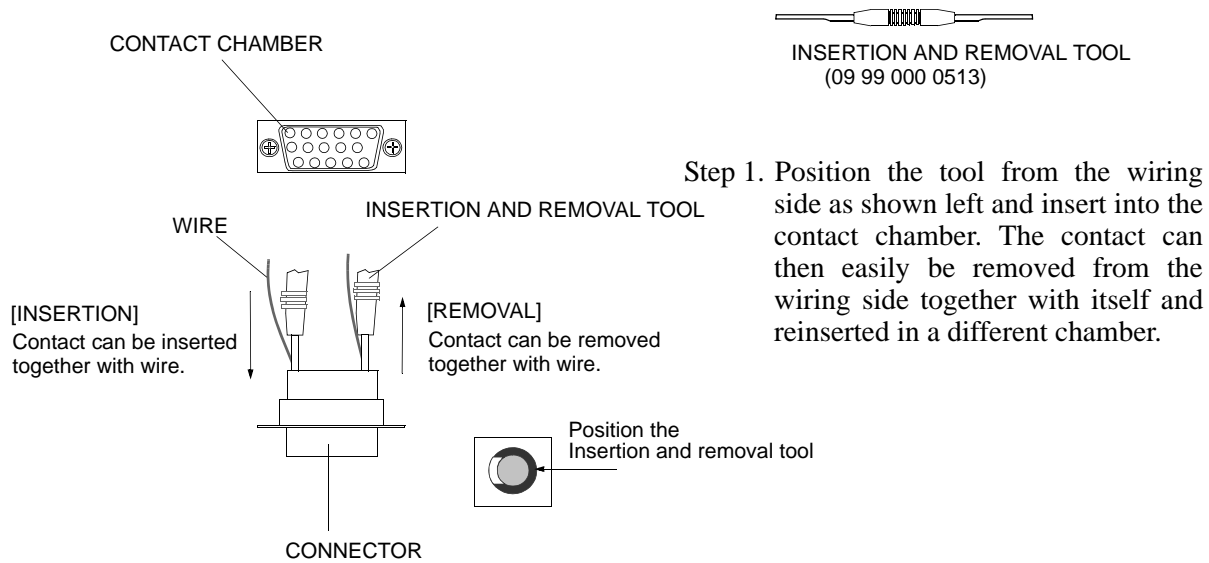 CONTACT CHAMBER
INSERTION AND REMOVAL TOOL
(09 99 000 0513)
Step 1. Position the tool from the wiring
side as shown left and insert into the
contact chamber. The contact can
then easily be removed from the
wiring side together with itself and
reinserted in a different chamber.
INSERTION AND REMOVAL TOOL
WIRE
[INSERTION]
Contact can be inserted
together with wire.
[REMOVAL]
Contact can be removed
together with wire.
Position the
Insertion and removal tool
CONNECTOR